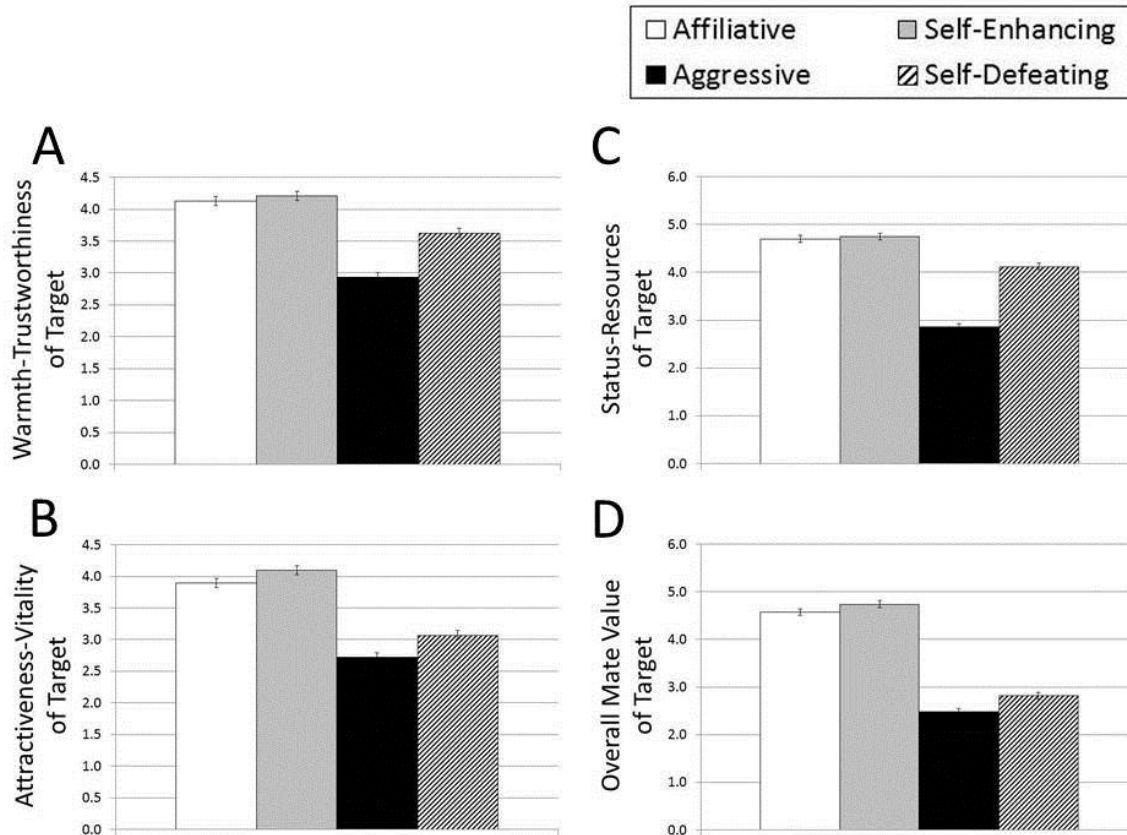 Affiliative Self-Enhancing
Aggressive Self-Defeating
A
Warmth-Trustworthiness
of Target
4.5
4.0
3.5
3.0
2.5
2.0
1.5
1.0
0.5
0.0
C
Status-Resources
of Target
6.0
5.0
4.0
3.0
2.0
1.0
0.0
B
Attractiveness-Vitality
of Target
4.5
4.0
3.5
3.0
2.5
2.0
1.5
1.0
0.5
0.0
D
Overall Mate Value
of Target
6.0
5.0
4.0
3.0
2.0
1.0
0.0